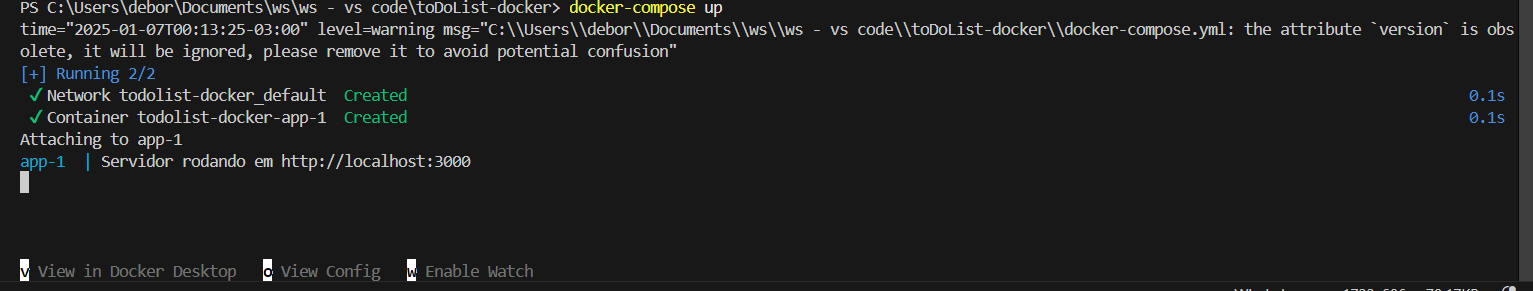 PS C:\Users\debor\Documents\ws\ws - vs code\toDoList-docker> docker-compose up
time="2025-01-07T00:13:25-03:00" level=warning msg="C:\\Users\\debor\\Documents\\ws\\ws - vs code\\toDoList-docker\\docker-compose.yml: the attribute `version` is obs
olete, it will be ignored, please remove it to avoid potential confusion"
[+] Running 2/2
✓ Network todolist-docker_default Created 0.1s
✓ Container todolist-docker-app-1 Created 0.1s
Attaching to app-1
app-1 | Servidor rodando em http://localhost:3000
v View in Docker Desktop o View Config w Enable Watch